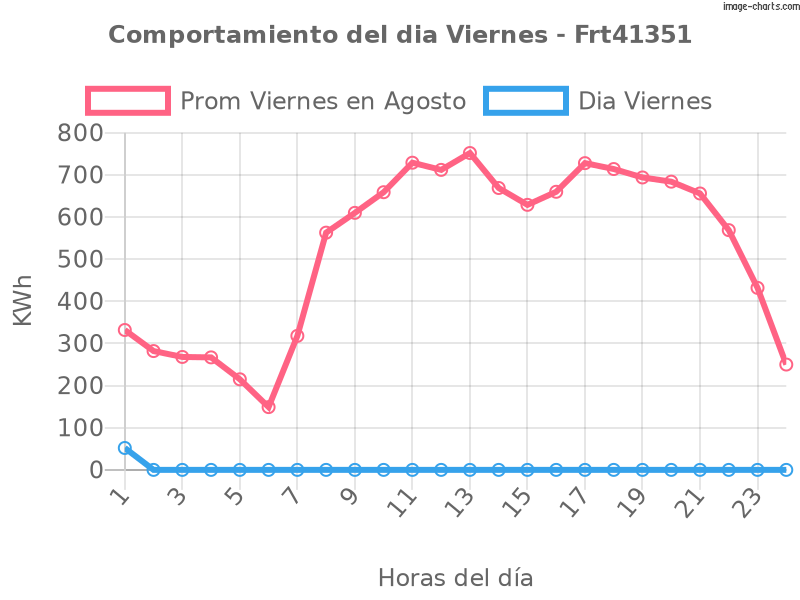 image-charts.com
Comportamiento del dia Viernes - Frt41351
Prom Viernes en Agosto Dia Viernes
800
700
600
500
400
300
200
100
0
KWh
1 3 5 7 9 11 13 15 17 19 21 23
Horas del día